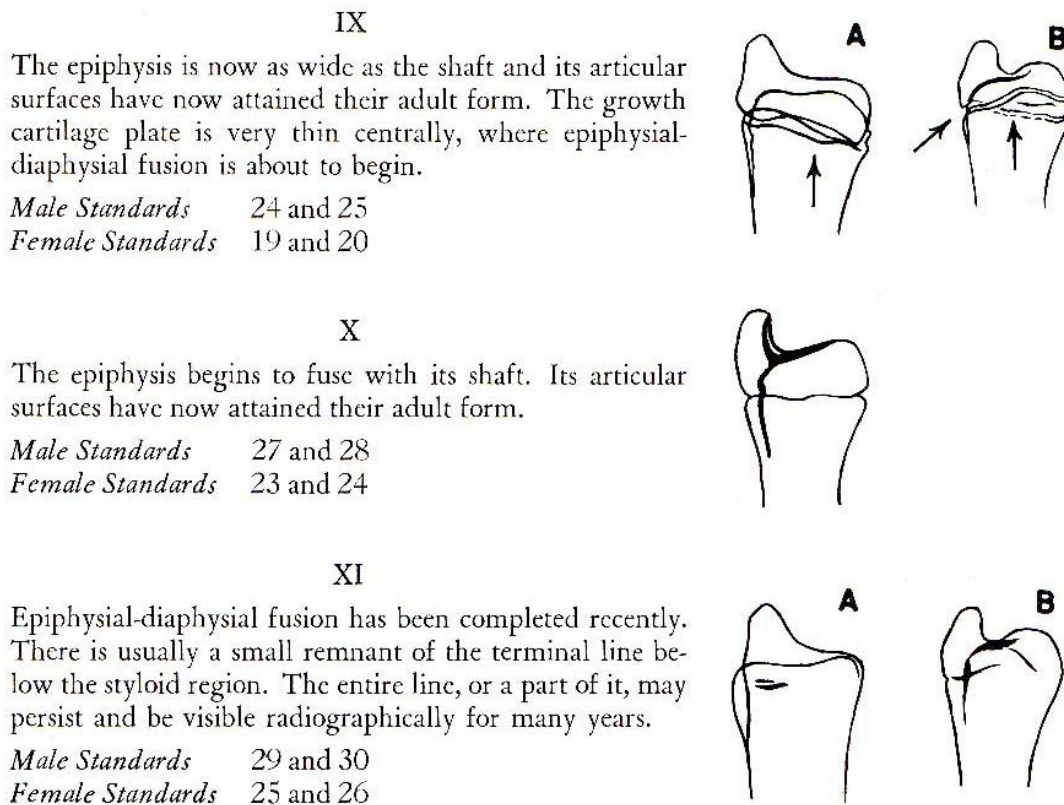 IX
The epiphysis is now as wide as the shaft and its articular
surfaces have now attained their adult form. The growth
cartilage plate is very thin centrally, where epiphysial-
diaphysial fusion is about to begin.
Male Standards 24 and 25
Female Standards 19 and 20
A B
X
The epiphysis begins to fuse with its shaft. Its articular
surfaces have now attained their adult form.
Male Standards 27 and 28
Female Standards 23 and 24
XI
Epiphysial-diaphysial fusion has been completed recently.
There is usually a small remnant of the terminal line be-
low the styloid region. The entire line, or a part of it, may
persist and be visible radiographically for many years.
Male Standards 29 and 30
Female Standards 25 and 26
A B